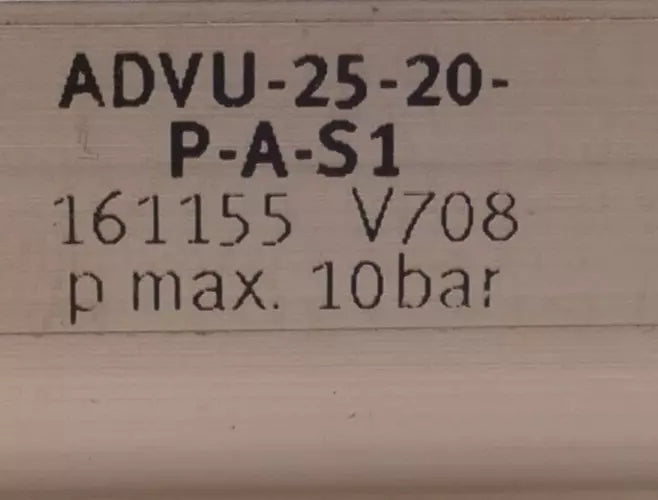 ADVU-25-20-
P-A-S1
161155 V708
p max. 10bar